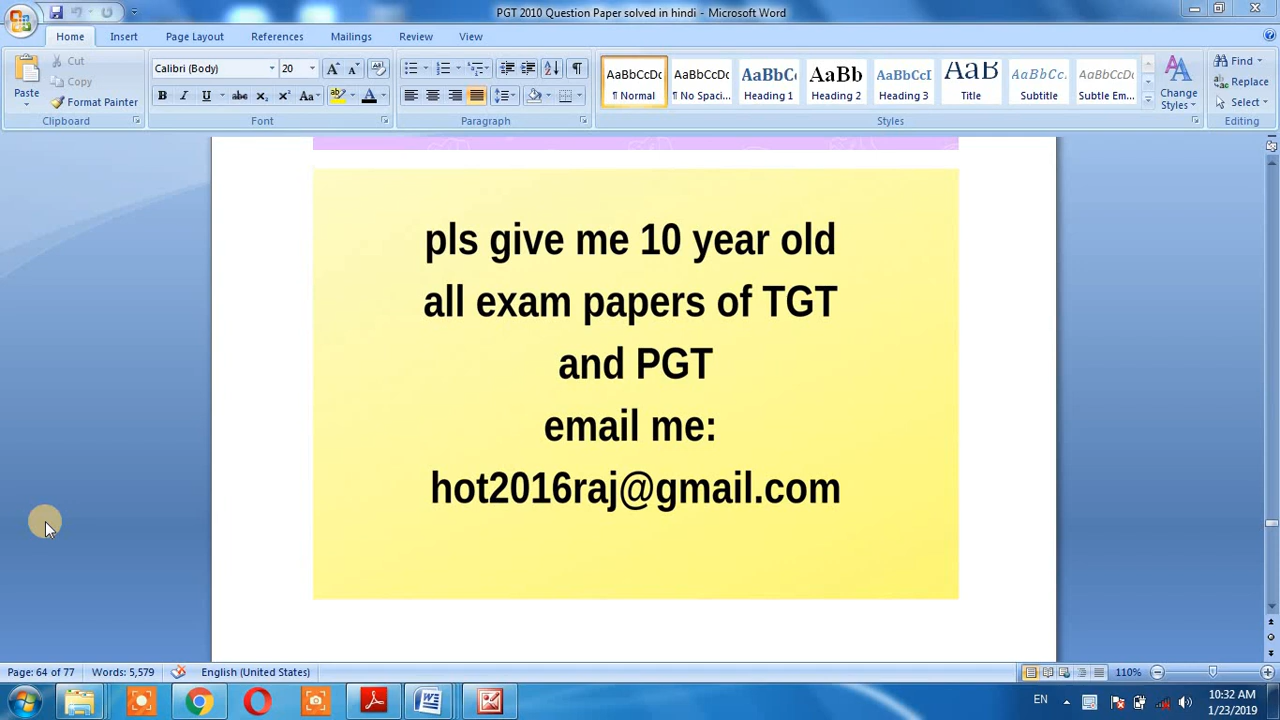 PGT 2010 Question Paper solved in hindi - Microsoft Word
Home Insert Page Layout References Mailings Review View
Paste
Cut
Copy
Format Painter
Clipboard
Calibri (Body) 20
Font
Paragraph
AaBbCcDc AaBbCcDc AaBbC AaBb AaBbCcI AaB AaBbCc. AaBbCcDc
¶ Normal ¶ No Spaci... Heading 1 Heading 2 Heading 3 Title Subtitle Subtle Em...
Styles
Change Styles
Find
Replace
Select
Editing
pls give me 10 year old
all exam papers of TGT
and PGT
email me:
hot2016raj@gmail.com
Page: 64 of 77 Words: 5,579 English (United States) 110%
EN 10:32 AM
1/23/2019